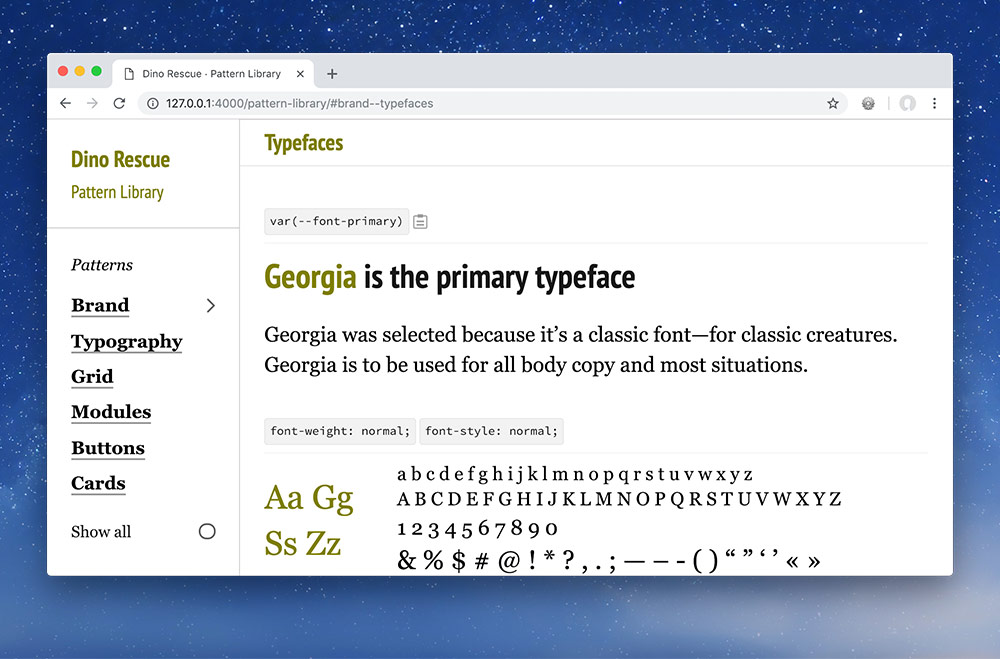 Dino Rescue · Pattern Library
127.0.0.1:4000/pattern-library/#brand--typefaces
Dino Rescue
Pattern Library
Patterns
Brand
Typography
Grid
Modules
Buttons
Cards
Show all
Typefaces
var(--font-primary)
Georgia is the primary typeface
Georgia was selected because it’s a classic font—for classic creatures.
Georgia is to be used for all body copy and most situations.
font-weight: normal; font-style: normal;
Aa Gg
Ss Zz
a b c d e f g h i j k l m n o p q r s t u v w x y z
A B C D E F G H I J K L M N O P Q R S T U V W X Y Z
1 2 3 4 5 6 7 8 9 0
& % $ # @ ! * ? , . ; — – - ( ) “ ” ‘ ’ « »